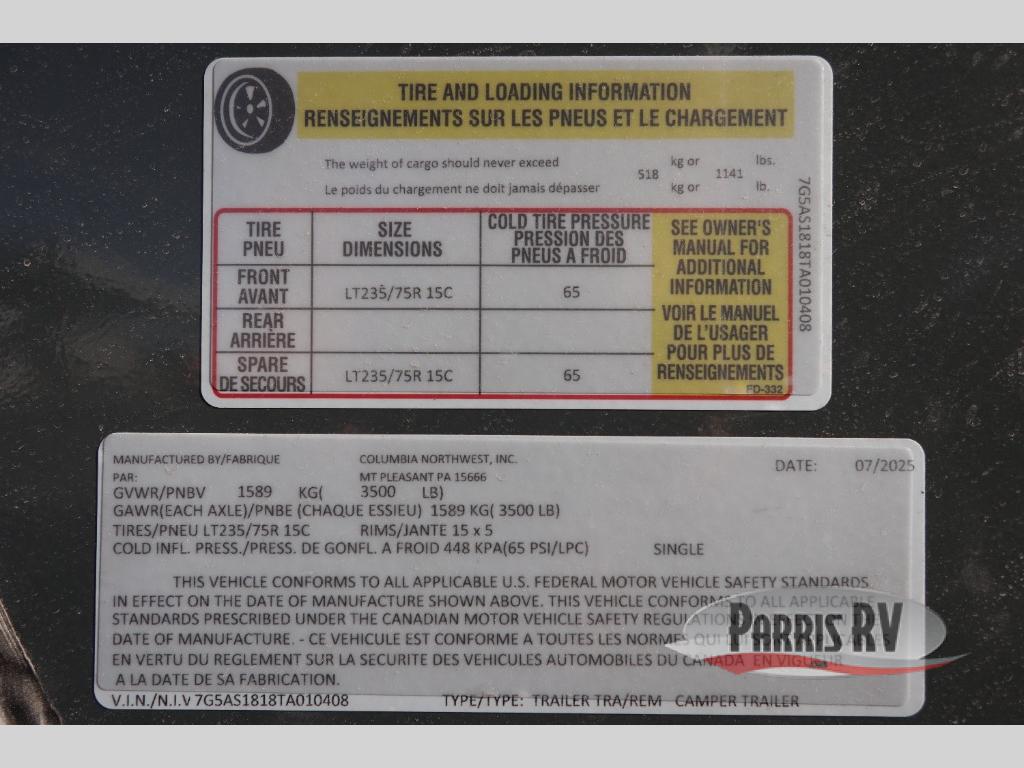 TIRE AND LOADING INFORMATION
RENSEIGNEMENTS SUR LES PNEUS ET LE CHARGEMENT
The weight of cargo should never exceed 518 kg or 1141 lbs.
Le poids du chargement ne doit jamais dépasser kg or lb.
TIRE PNEU
SIZE DIMENSIONS
COLD TIRE PRESSURE
PRESSION DES
PNEUS A FROID
FRONT AVANT LT235/75R 15C 65
REAR ARRIÈRE
SPARE DE SECOURS LT235/75R 15C 65
SEE OWNER'S
MANUAL FOR
ADDITIONAL
INFORMATION
VOIR LE MANUEL
DE L'USAGER
POUR PLUS DE
RENSEIGNEMENTS
FD-332
7G5AS1818TA010408
MANUFACTURED BY/FABRIQUE COLUMBIA NORTHWEST, INC. DATE: 07/2025
PAR: MT PLEASANT PA 15666
GVWR/PNBV 1589 KG( 3500 LB)
GAWR(EACH AXLE)/PNBE (CHAQUE ESSIEU) 1589 KG( 3500 LB)
TIRES/PNEU LT235/75R 15C RIMS/JANTE 15 x 5
COLD INFL. PRESS./PRESS. DE GONFL. A FROID 448 KPA(65 PSI/LPC) SINGLE
THIS VEHICLE CONFORMS TO ALL APPLICABLE U.S. FEDERAL MOTOR VEHICLE SAFETY STANDARDS.
IN EFFECT ON THE DATE OF MANUFACTURE SHOWN ABOVE. THIS VEHICLE CONFORMS TO ALL APPLICABLE
STANDARDS PRESCRIBED UNDER THE CANADIAN MOTOR VEHICLE SAFETY REGULATIONS
DATE OF MANUFACTURE. - CE VEHICULE EST CONFORME A TOUTES LES NORMES QUI
EN VERTU DU REGLEMENT SUR LA SECURITE DES VEHICULES AUTOMOBILES DU CANADA EN VIGUEUR
A LA DATE DE SA FABRICATION.
V.I.N./N.I.V 7G5AS1818TA010408 TYPE/TYPE: TRAILER TRA/REM CAMPER TRAILER
PARRIS RV